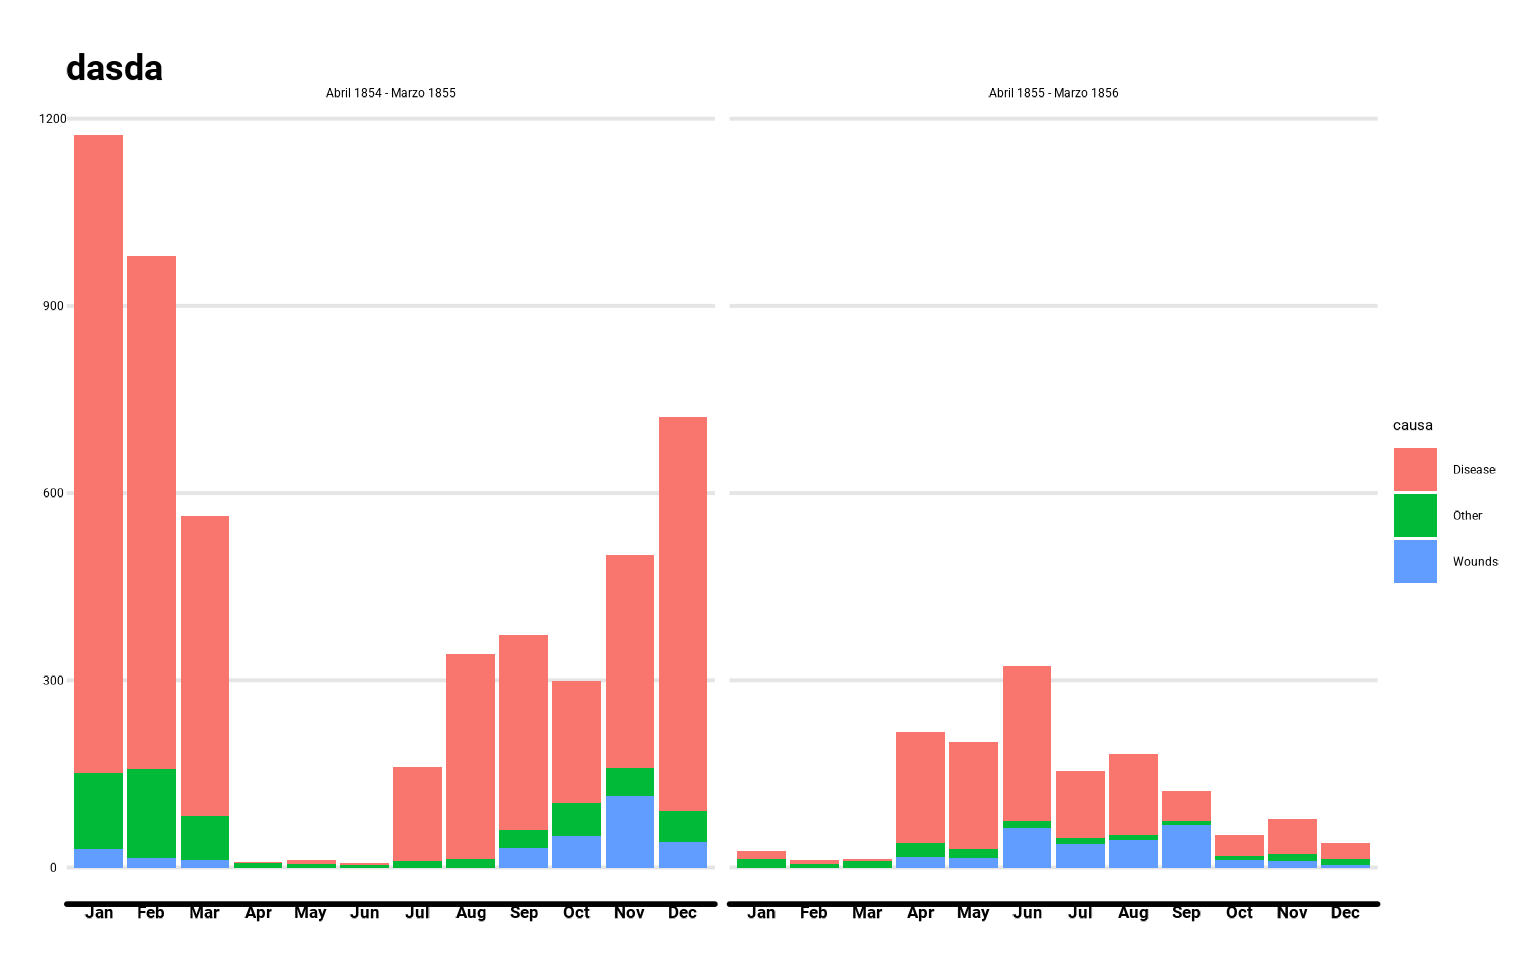 dasda
Abril 1854 - Marzo 1855
Abril 1855 - Marzo 1856
1200
900
600
300
0
Jan Feb Mar Apr May Jun Jul Aug Sep Oct Nov Dec
Jan Feb Mar Apr May Jun Jul Aug Sep Oct Nov Dec
causa
Disease
Other
Wounds